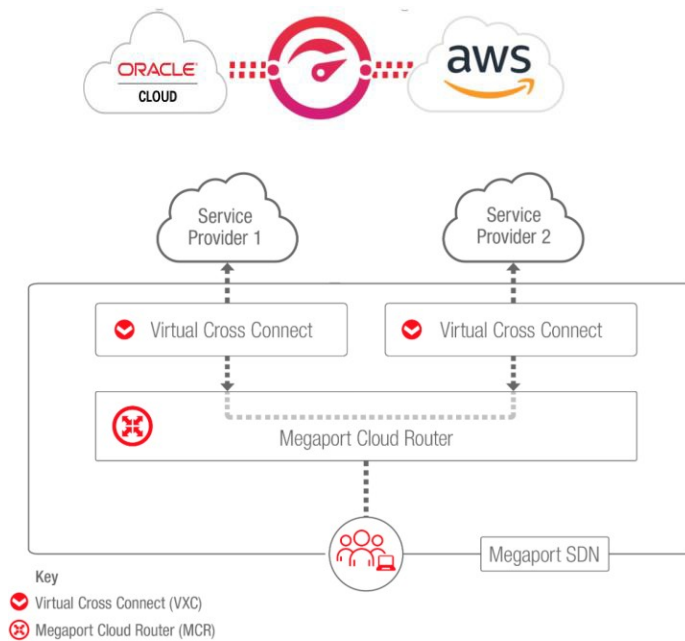 ORACLE
CLOUD
aws
Service
Provider 1
Service
Provider 2
Virtual Cross Connect
Virtual Cross Connect
Megaport Cloud Router
Megaport SDN
Key
Virtual Cross Connect (VXC)
Megaport Cloud Router (MCR)